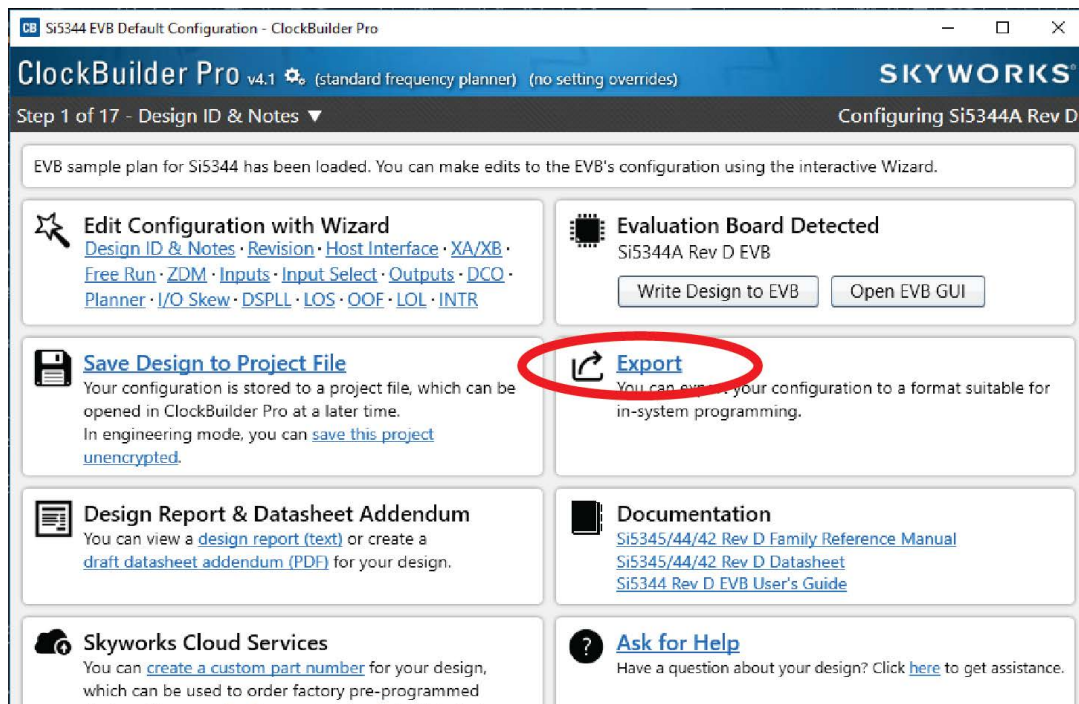 CB Si5344 EVB Default Configuration - ClockBuilder Pro
ClockBuilder Pro v4.1 (standard frequency planner) (no setting overrides)
SKYWORKS®
Step 1 of 17 - Design ID & Notes ▼
Configuring Si5344A Rev D
EVB sample plan for Si5344 has been loaded. You can make edits to the EVB's configuration using the interactive Wizard.
Edit Configuration with Wizard
Design ID & Notes · Revision · Host Interface · XA/XB ·
Free Run · ZDM · Inputs · Input Select · Outputs · DCO ·
Planner · I/O Skew · DSPLL · LOS · OOF · LOL · INTR
Evaluation Board Detected
Si5344A Rev D EVB
Write Design to EVB
Open EVB GUI
Save Design to Project File
Your configuration is stored to a project file, which can be
opened in ClockBuilder Pro at a later time.
In engineering mode, you can save this project
unencrypted.
Export
You can export your configuration to a format suitable for
in-system programming.
Design Report & Datasheet Addendum
You can view a design report (text) or create a
draft datasheet addendum (PDF) for your design.
Documentation
Si5345/44/42 Rev D Family Reference Manual
Si5345/44/42 Rev D Datasheet
Si5344 Rev D EVB User's Guide
Skyworks Cloud Services
You can create a custom part number for your design,
which can be used to order factory pre-programmed
? Ask for Help
Have a question about your design? Click here to get assistance.